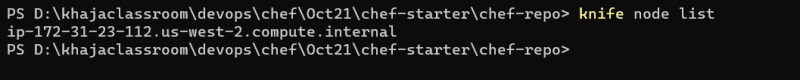 PS D:\khajaclassroom\devops\chef\Oct21\chef-starter\chef-repo> knife node list
ip-172-31-23-112.us-west-2.compute.internal
PS D:\khajaclassroom\devops\chef\Oct21\chef-starter\chef-repo>